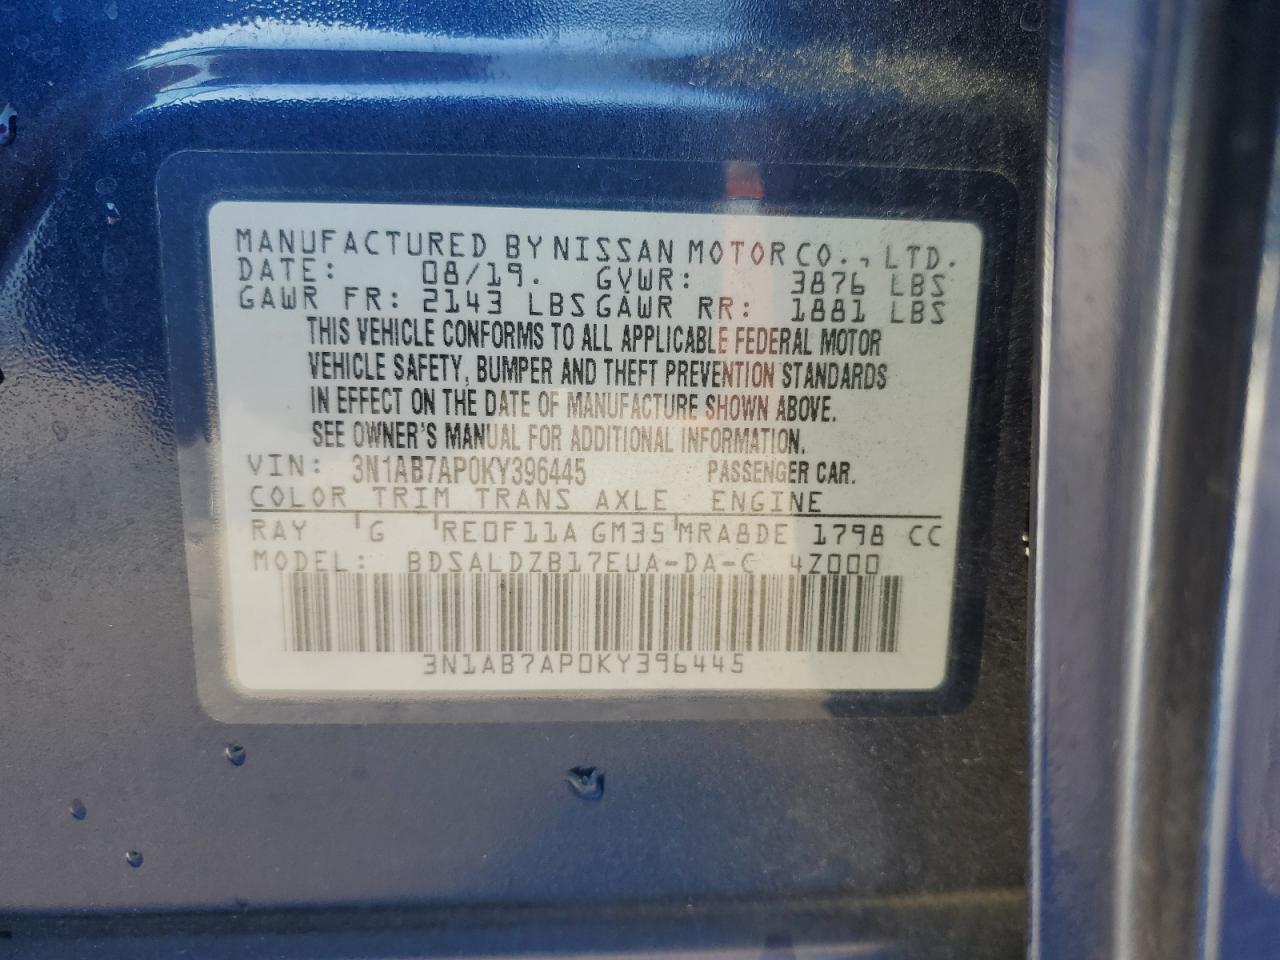 MANUFACTURED BY NISSAN MOTOR CO., LTD.
DATE: 08/19. GVWR: 3876 LBS
GAWR FR: 2143 LBS GAWR RR: 1881 LBS
THIS VEHICLE CONFORMS TO ALL APPLICABLE FEDERAL MOTOR
VEHICLE SAFETY, BUMPER AND THEFT PREVENTION STANDARDS
IN EFFECT ON THE DATE OF MANUFACTURE SHOWN ABOVE.
SEE OWNER'S MANUAL FOR ADDITIONAL INFORMATION.
VIN: 3N1AB7AP0KY396445 PASSENGER CAR.
COLOR TRIM TRANS AXLE ENGINE
RAY G RE0F11A GM35 MRA8DE 1798 CC
MODEL: BDSALDZB17EUA-DA-C 4Z000
3N1AB7AP0KY396445